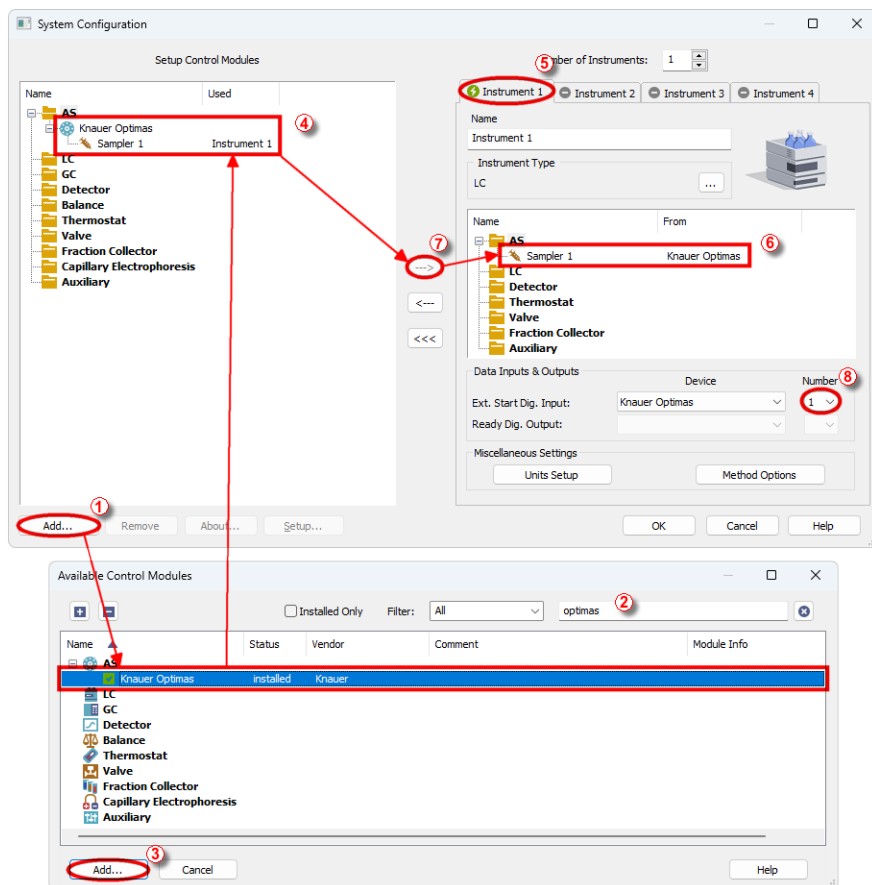 System Configuration
Setup Control Modules
Name Used
AS
Knauer Optimas
Sampler 1 Instrument 1
LC
GC
Detector
Balance
Thermostat
Valve
Fraction Collector
Capillary Electrophoresis
Auxiliary
④
⑦
--->
<---
<<<
①
Add... Remove About... Setup...
⑤
of Instruments: 1
Instrument 1 Instrument 2 Instrument 3 Instrument 4
Name
Instrument 1
Instrument Type
LC ...
Name From
AS
⑥
Sampler 1 Knauer Optimas
LC
Detector
Thermostat
Valve
Fraction Collector
Auxiliary
Data Inputs & Outputs
Device Number
⑧
Ext. Start Dig. Input: Knauer Optimas 1
Ready Dig. Output:
Miscellaneous Settings
Units Setup Method Options
OK Cancel Help
Available Control Modules
Installed Only Filter: All optimas
②
Name Status Vendor Comment Module Info
AS
Knauer Optimas installed Knauer
LC
GC
Detector
Balance
Thermostat
Valve
Fraction Collector
Capillary Electrophoresis
Auxiliary
③
Add... Cancel Help